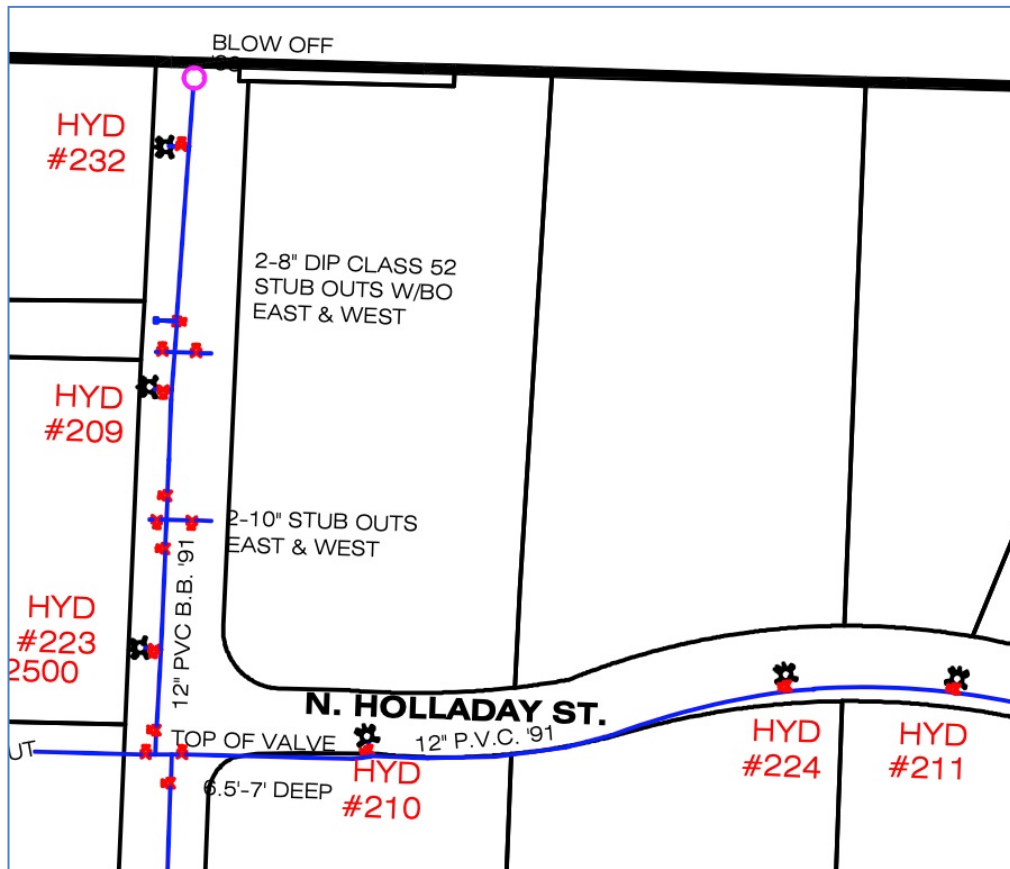 BLOW OFF
HYD
#232
2-8" DIP CLASS 52
STUB OUTS W/BO
EAST & WEST
HYD
#209
2-10" STUB OUTS
EAST & WEST
12" PVC B.B. '91
HYD
#223
2500
N. HOLLADAY ST.
TOP OF VALVE
12" P.V.C. '91
UT
6.5'-7' DEEP
HYD
#210
HYD
#224
HYD
#211